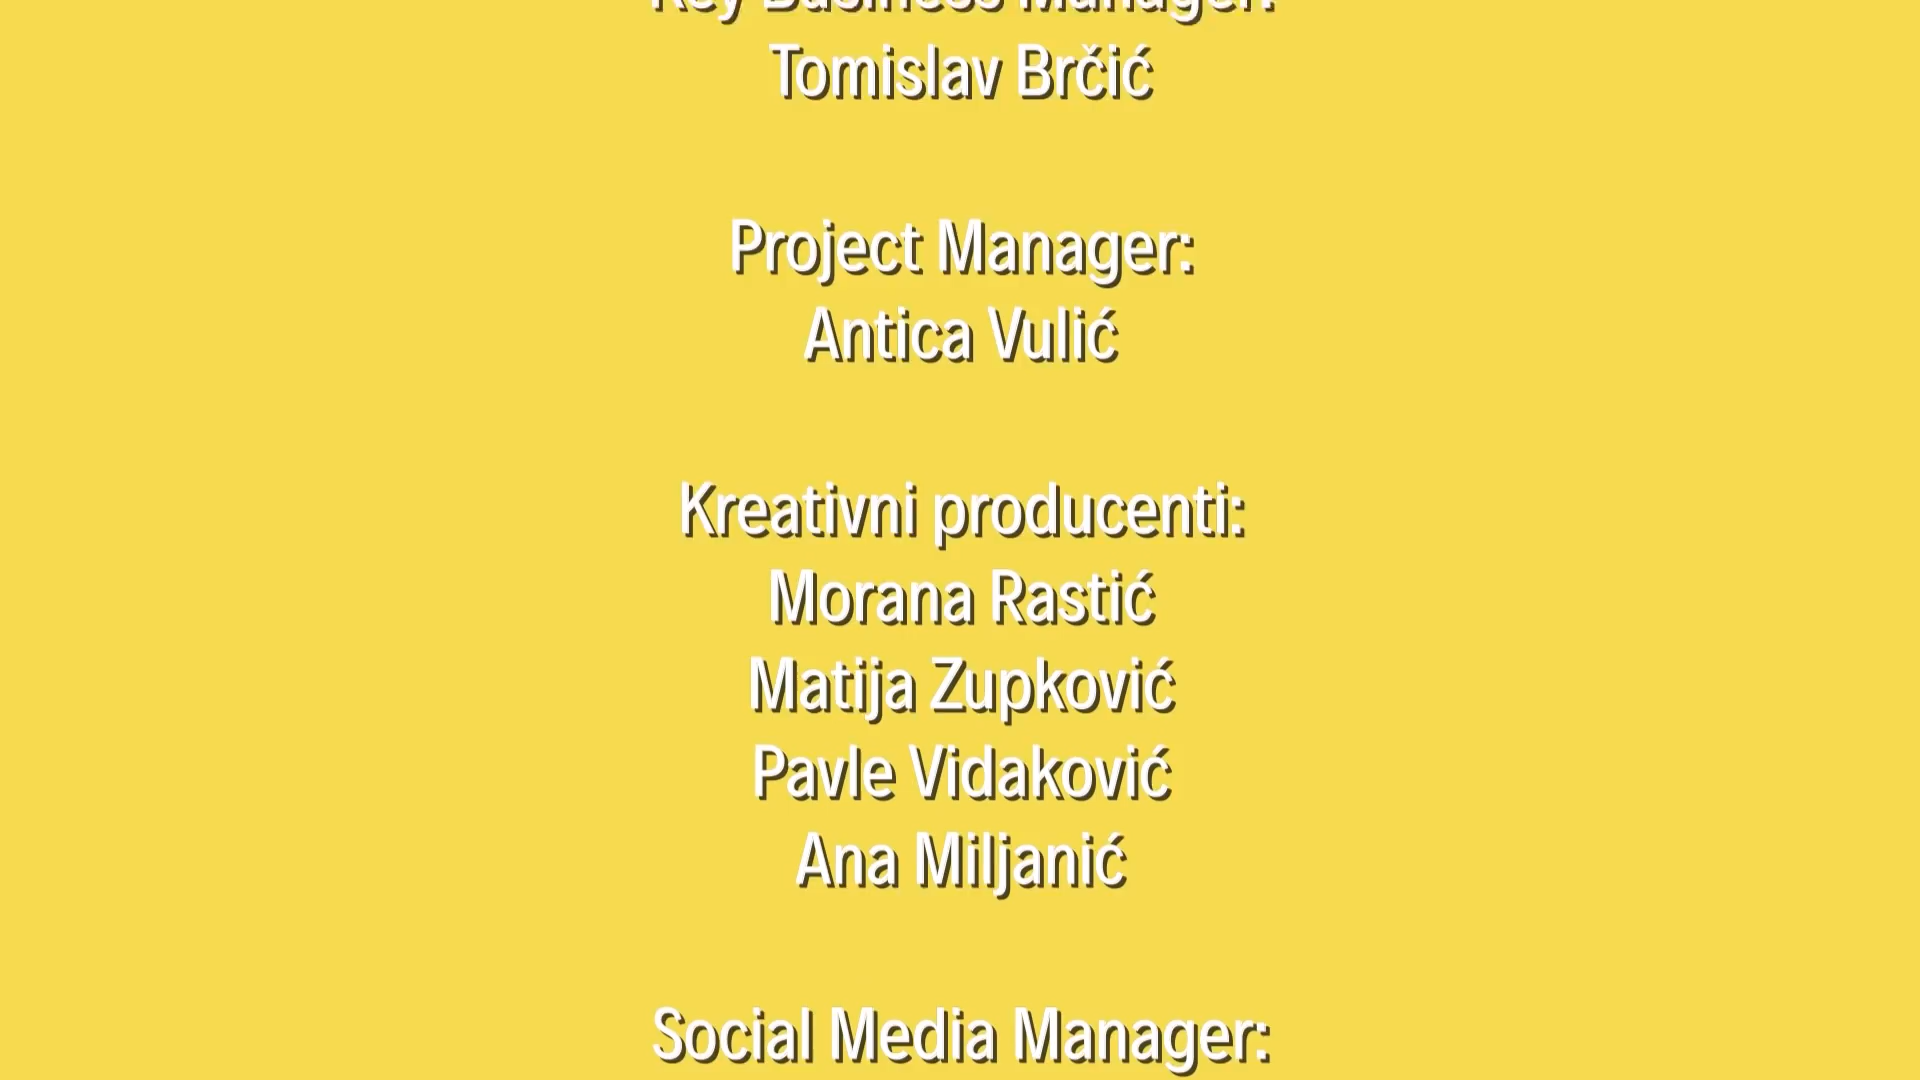 Key Business Manager:
Tomislav Brčić
Project Manager:
Antica Vulić
Kreativni producenti:
Morana Rastić
Matija Zupković
Pavle Vidaković
Ana Miljanić
Social Media Manager: